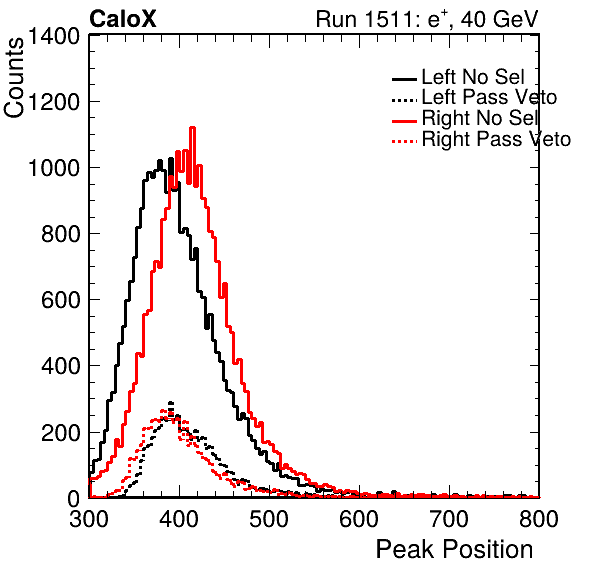 CaloX Run 1511: e+, 40 GeV
Counts
1400
1200
1000
800
600
400
200
0
Left No Sel
Left Pass Veto
Right No Sel
Right Pass Veto
300 400 500 600 700 800
Peak Position